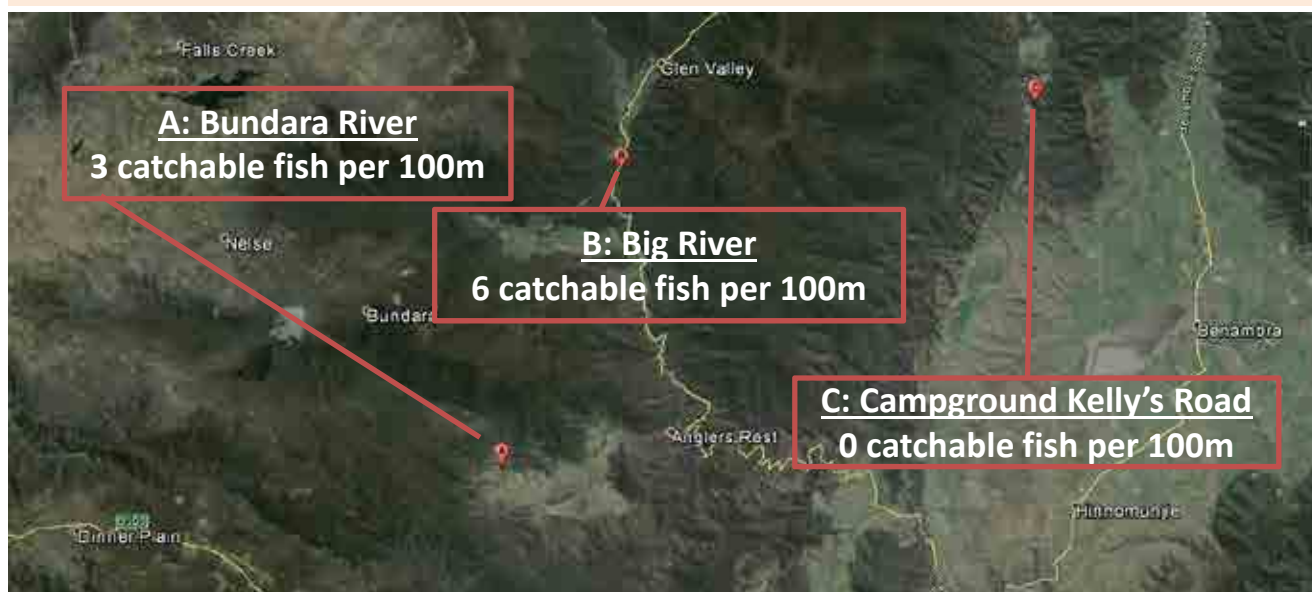 Falls Creek
Glen Valley
A: Bundara River
3 catchable fish per 100m
B: Big River
6 catchable fish per 100m
Nelse
Bundara
Benambra
C: Campground Kelly's Road
0 catchable fish per 100m
Anglers Rest
Hinnomunjie
Dinner Plain
A
C